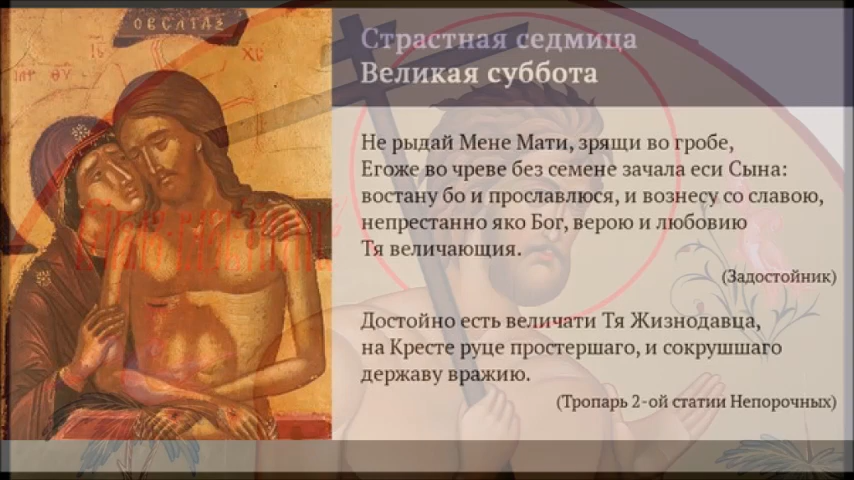 Страстная седмица
Великая суббота
Не рыдай Мене Мати, зрящи во гробе,
Егоже во чреве без семене зачала еси Сына:
востану бо и прославлюся, и вознесу со славою,
непрестанно яко Бог, верою и любовию
Тя величающия.
(Задостойник)
Достойно есть величати Тя Жизнодавца,
на Кресте руце простершаго, и сокрушшаго
державу вражию.
(Тропарь 2-ой статии Непорочных)